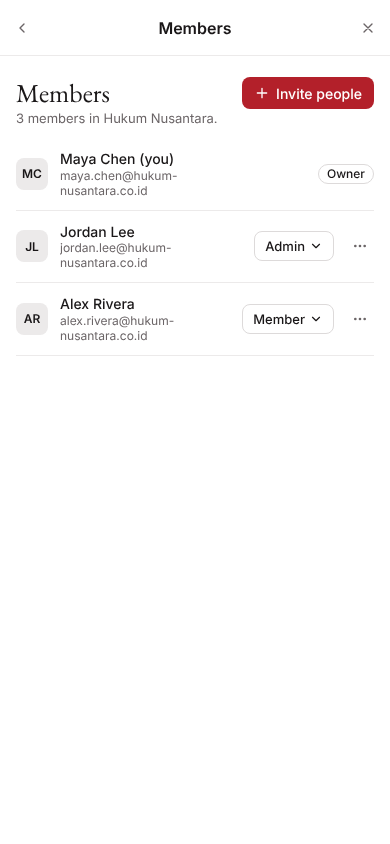 Members
Members
Invite people
3 members in Hukum Nusantara.
MC
Maya Chen (you)
maya.chen@hukum-
nusantara.co.id
Owner
JL
Jordan Lee
jordan.lee@hukum-
nusantara.co.id
Admin
AR
Alex Rivera
alex.rivera@hukum-
nusantara.co.id
Member